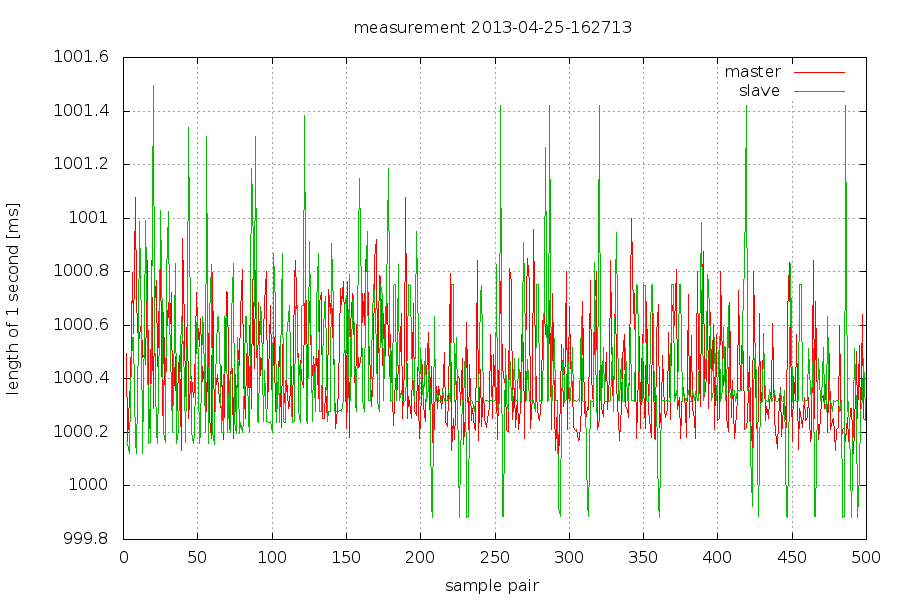 measurement 2013-04-25-162713
master
slave
1001.6
1001.4
1001.2
1001
1000.8
1000.6
1000.4
1000.2
1000
999.8
length of 1 second [ms]
0 50 100 150 200 250 300 350 400 450 500
sample pair